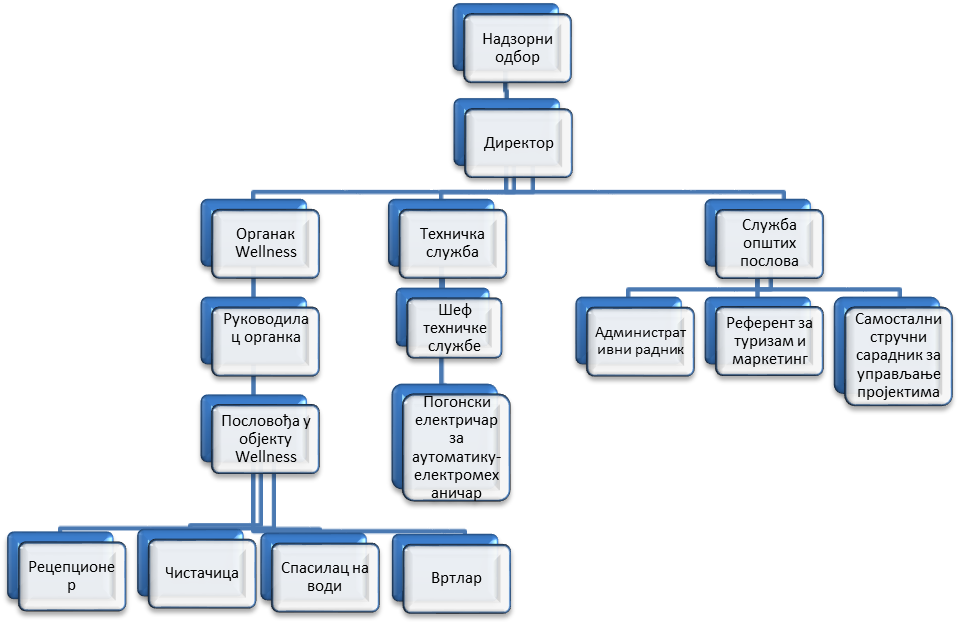 Надзорни
одбор
Директор
Органак
Wellness
Техничка
служба
Служба
општих
послова
Руководила
ц органка
Шеф
техничке
службе
Администрат
ивни радник
Референт за
туризам и
маркетинг
Самостални
стручни
сарадник за
управљање
пројектима
Пословођа у
објекту
Wellness
Погонски
електричар
за
аутоматику-
електромех
аничар
Рецепционе
р
Чистачица
Спасилац на
води
Вртлар